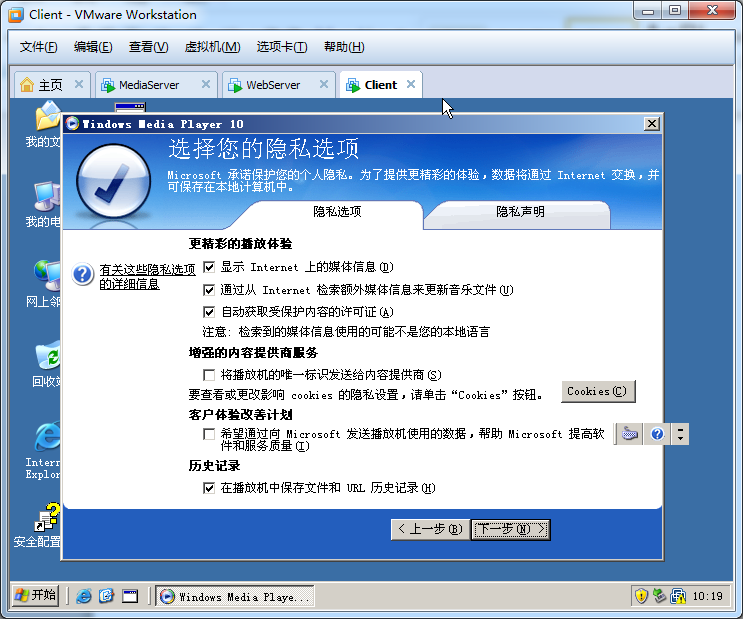 Client - VMware Workstation
文件(F) 编辑(E) 查看(V) 虚拟机(M) 选项卡(T) 帮助(H)
主页 MediaServer WebServer Client
我的文
我的电
网上邻
回收站
Intern
Explor
安全配置
Windows Media Player 10
选择您的隐私选项
Microsoft 承诺保护您的个人隐私。为了提供更精彩的体验，数据将通过 Internet 交换，并
可保存在本地计算机中。
隐私选项 隐私声明
有关这些隐私选项
的详细信息
更精彩的播放体验
显示 Internet 上的媒体信息(D)
通过从 Internet 检索额外媒体信息来更新音乐文件(U)
自动获取受保护内容的许可证(A)
注意: 检索到的媒体信息使用的可能不是您的本地语言
增强的内容提供商服务
将播放机的唯一标识发送给内容提供商(S)
要查看或更改影响 cookies 的隐私设置，请单击“Cookies”按钮。
Cookies(C)
客户体验改善计划
希望通过向 Microsoft 发送播放机使用的数据，帮助 Microsoft 提高软
件和服务质量(I)
历史记录
在播放机中保存文件和 URL 历史记录(H)
< 上一步(B) 下一步(N) >
开始 Windows Media Playe... 10:19